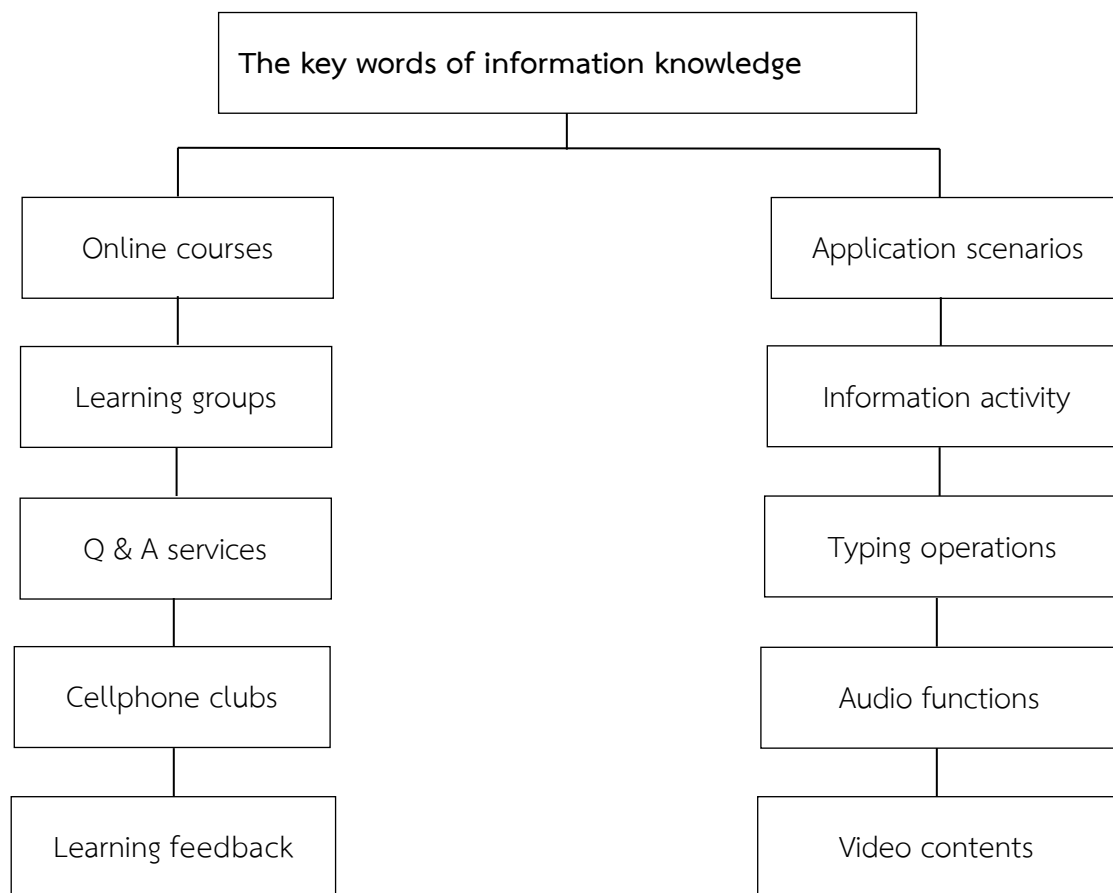 The key words of information knowledge
Online courses
Application scenarios
Learning groups
Information activity
Q & A services
Typing operations
Cellphone clubs
Audio functions
Learning feedback
Video contents